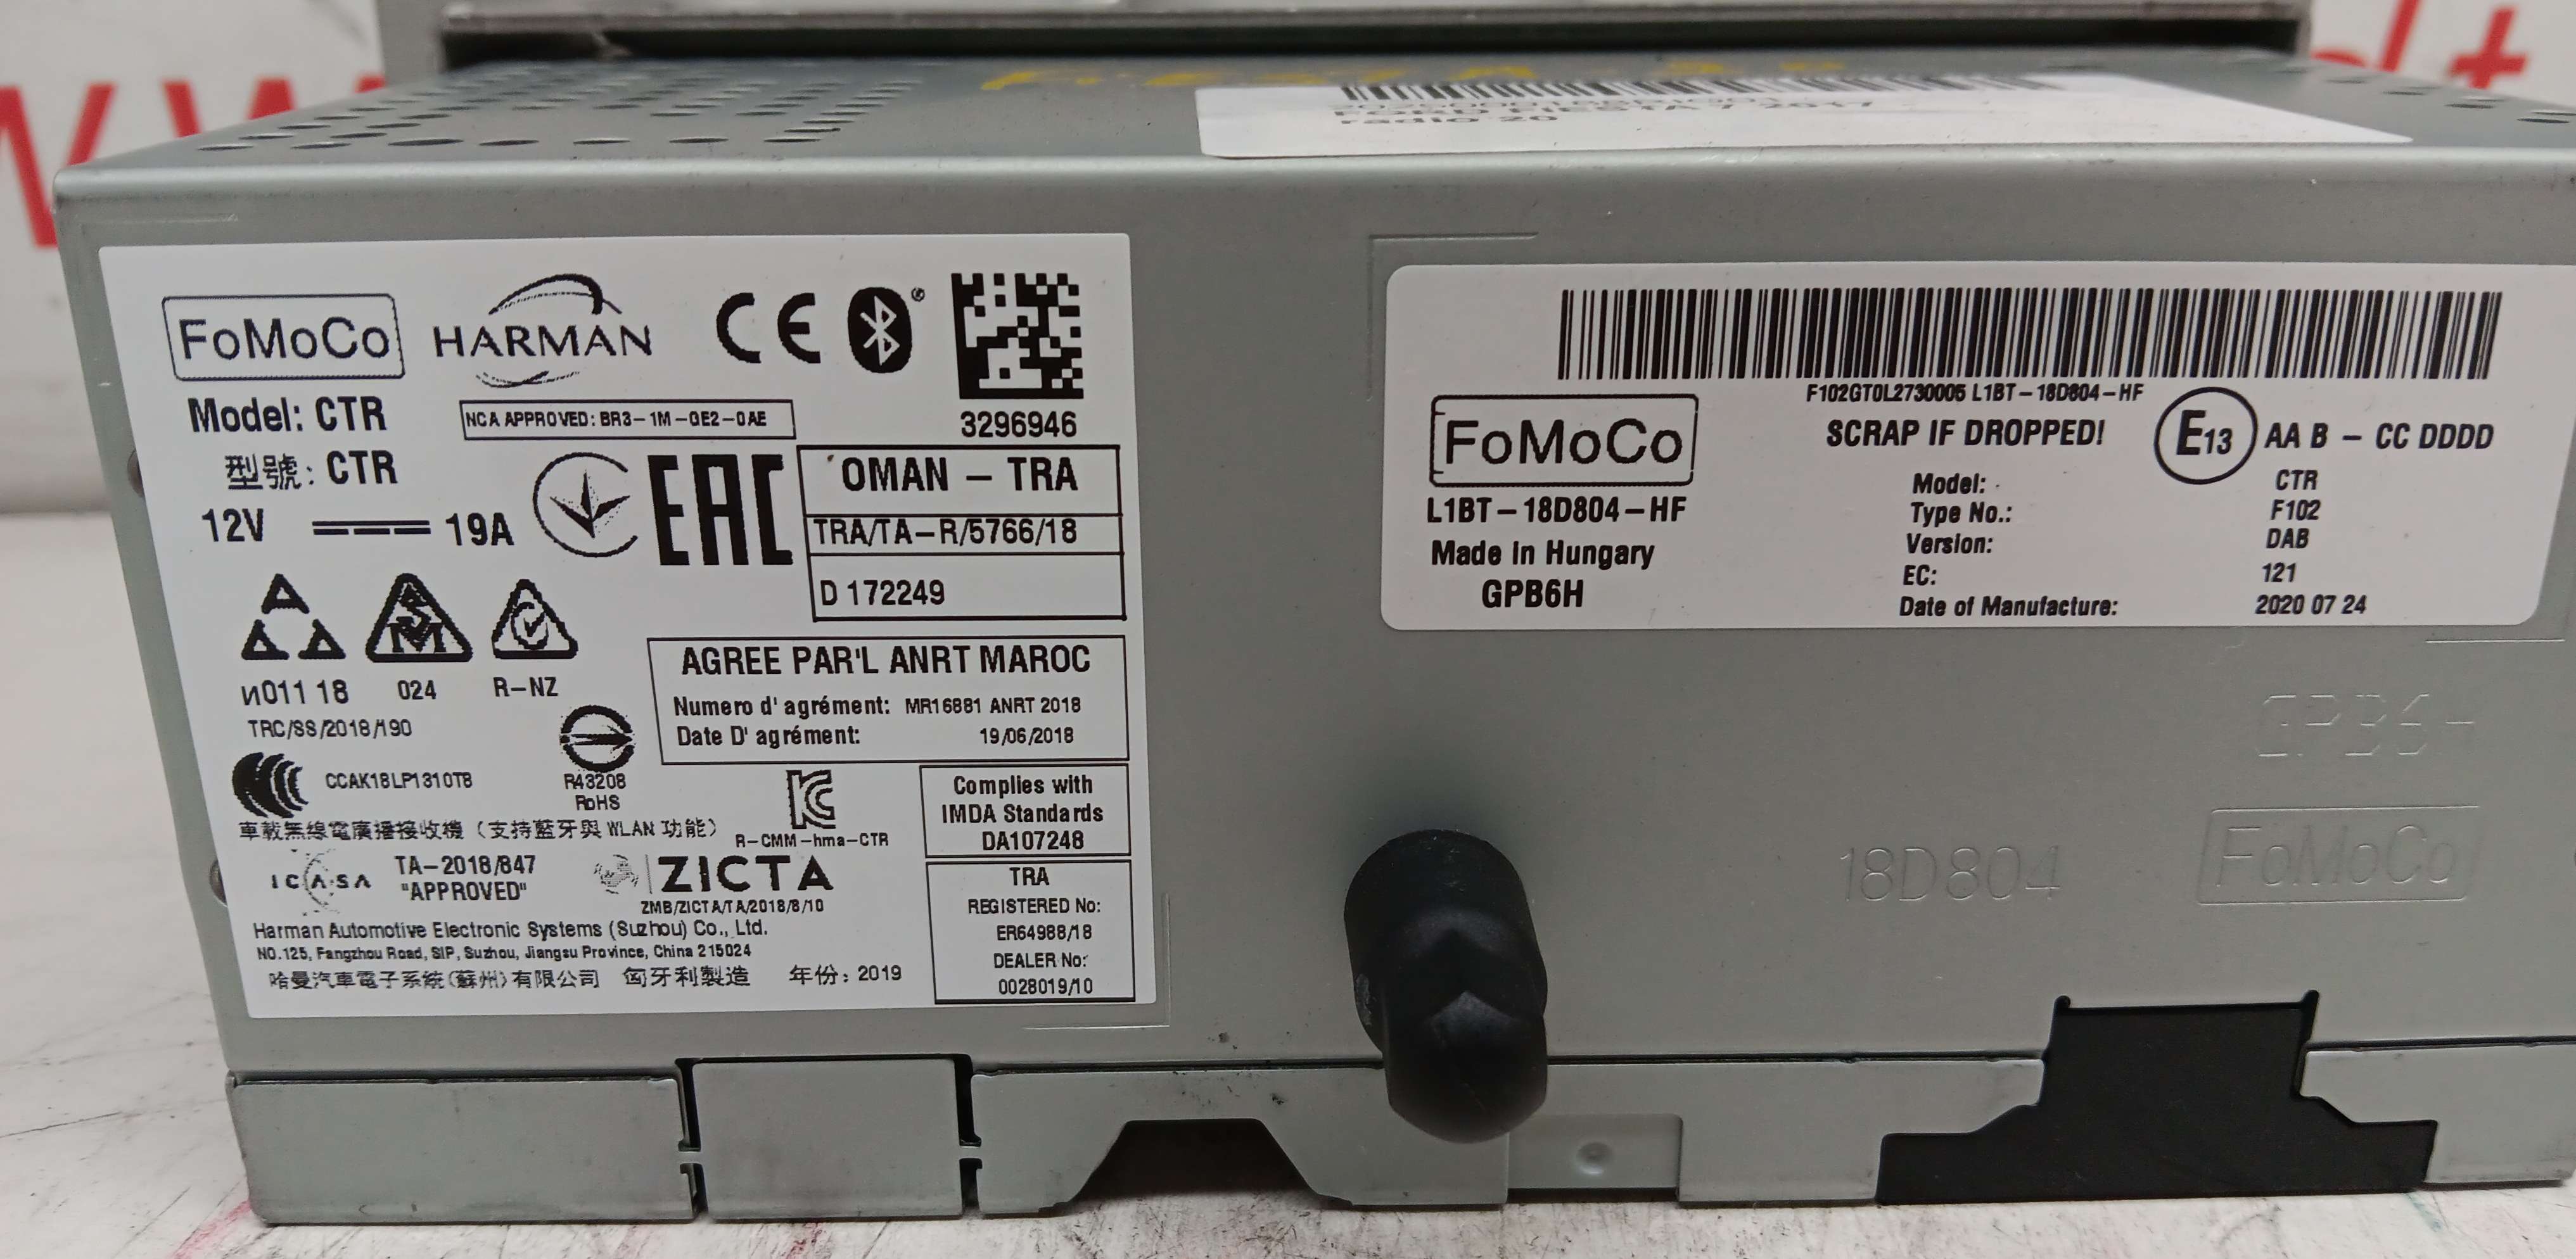 FORD FIESTA 7 2017
radio 20
FoMoCo
HARMAN
CE
3296946
Model: CTR
NCA APPROVED: BR3-1M-GE2-0AE
型號: CTR
12V 19A
EAC
OMAN - TRA
TRA/TA-R/5766/18
D 172249
И011 18
024
R-NZ
TRC/SS/2018/190
AGREE PAR'L ANRT MAROC
Numero d' agrément: MR16881 ANRT 2018
Date D' agrément: 19/06/2018
CCAK18LP1310T8
R43208
RoHS
R-CMM-hma-CTR
車載無線電廣播接收機 (支持藍牙與 WLAN 功能)
Complies with
IMDA Standards
DA107248
ICASA
TA-2018/847
"APPROVED"
ZICTA
ZMB/ZICTA/TA/2018/8/10
TRA
REGISTERED No:
ER64988/18
DEALER No:
0028019/10
Harman Automotive Electronic Systems (Suzhou) Co., Ltd.
NO.125, Fangzhou Road, SIP, Suzhou, Jiangsu Province, China 215024
哈曼汽車電子系統(蘇州)有限公司 匈牙利製造 年份: 2019
F102GT0L2730005 L1BT-18D804-HF
FoMoCo
SCRAP IF DROPPED!
E13 AA B - CC DDDD
L1BT-18D804-HF
Made In Hungary
GPB6H
Model: CTR
Type No.: F102
Version: DAB
EC: 121
Date of Manufacture: 2020 07 24
GPB6H
18D804
FoMoCo